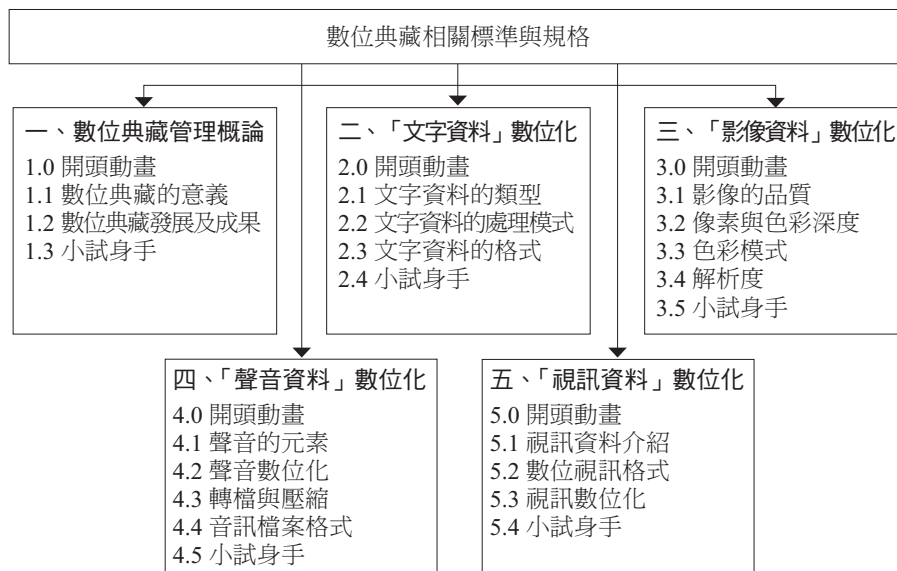 數位典藏相關標準與規格
一、數位典藏管理概論
1.0 開頭動畫
1.1 數位典藏的意義
1.2 數位典藏發展及成果
1.3 小試身手
二、「文字資料」數位化
2.0 開頭動畫
2.1 文字資料的類型
2.2 文字資料的處理模式
2.3 文字資料的格式
2.4 小試身手
三、「影像資料」數位化
3.0 開頭動畫
3.1 影像的品質
3.2 像素與色彩深度
3.3 色彩模式
3.4 解析度
3.5 小試身手
四、「聲音資料」數位化
4.0 開頭動畫
4.1 聲音的元素
4.2 聲音數位化
4.3 轉檔與壓縮
4.4 音訊檔案格式
4.5 小試身手
五、「視訊資料」數位化
5.0 開頭動畫
5.1 視訊資料介紹
5.2 數位視訊格式
5.3 視訊數位化
5.4 小試身手